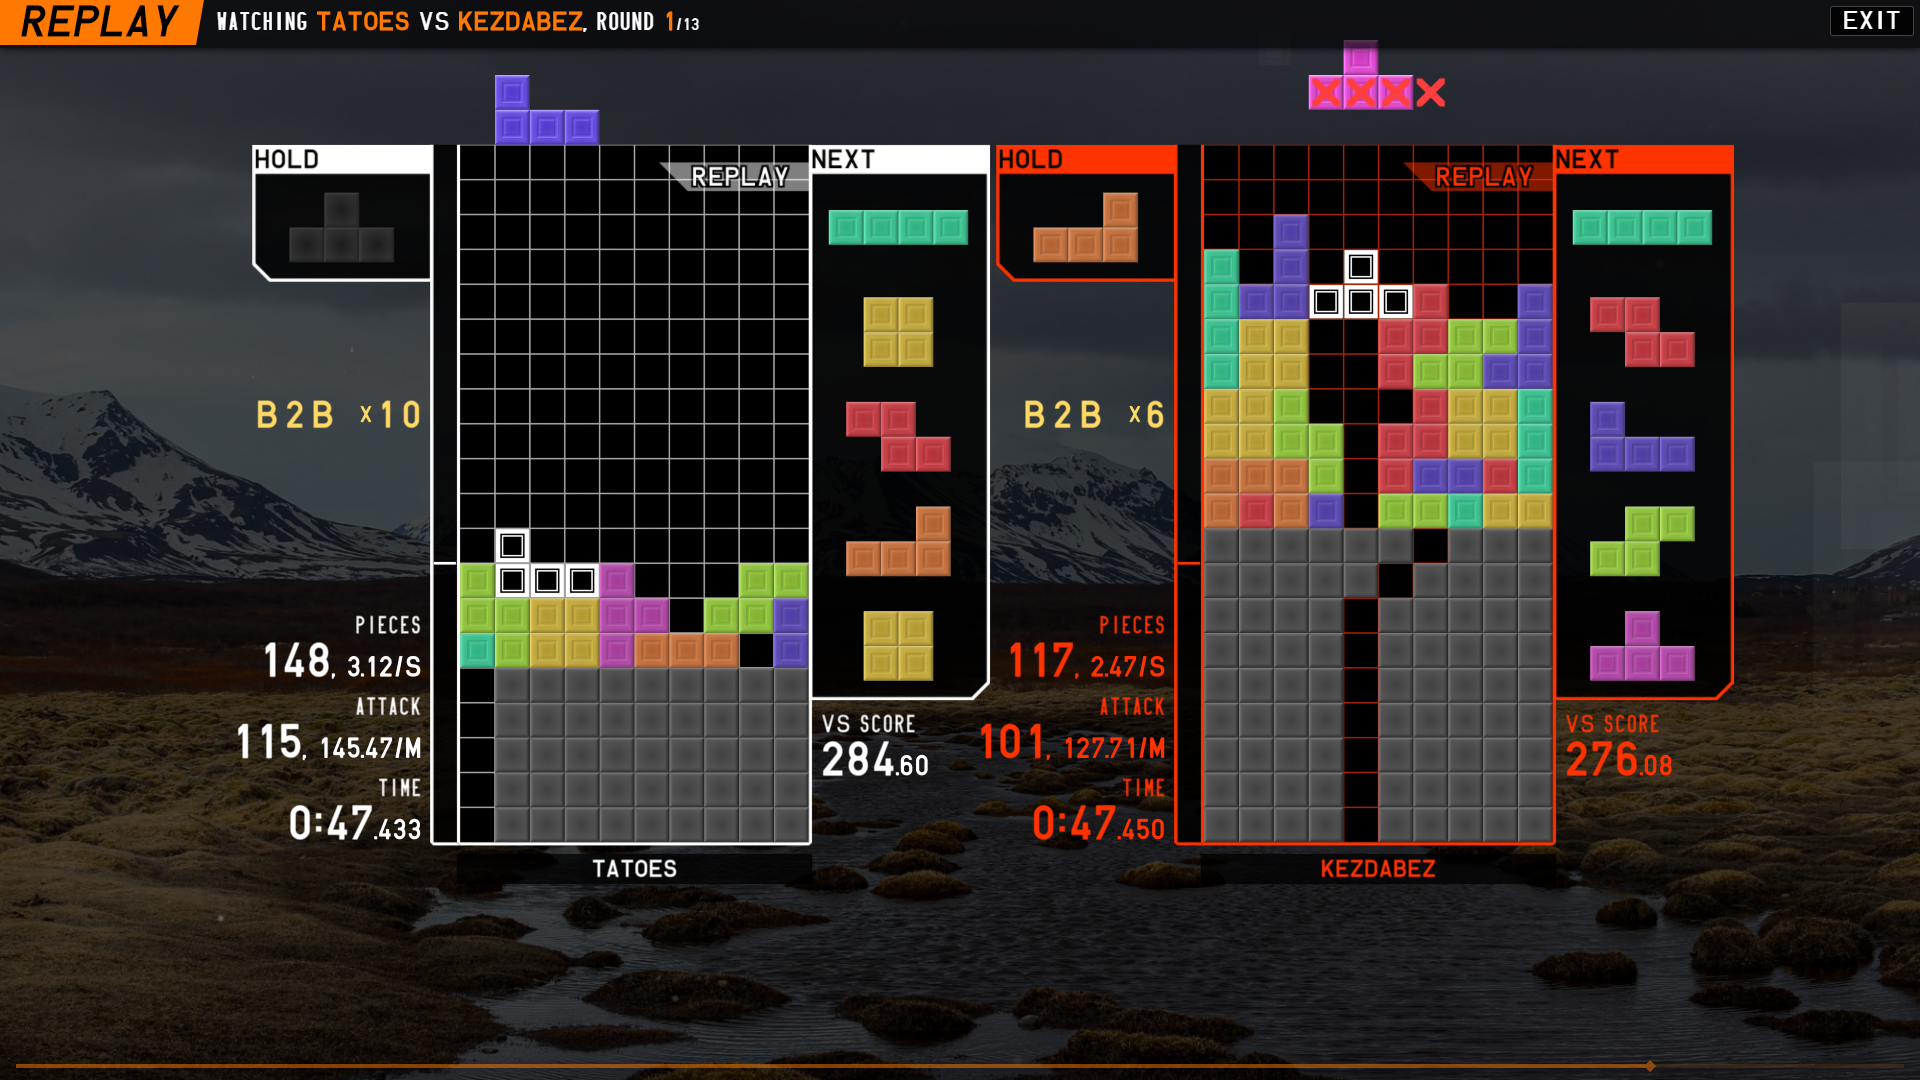 REPLAY WATCHING TATOES VS KEZDABEZ, ROUND 1/13 EXIT
HOLD
REPLAY
NEXT
B2B ×10
PIECES
148, 3.12/S
ATTACK
115, 145.47/M
TIME
0:47.433
VS SCORE
284.60
TATOES
HOLD
REPLAY
NEXT
B2B ×6
PIECES
117, 2.47/S
ATTACK
101, 127.71/M
TIME
0:47.450
VS SCORE
276.08
KEZDABEZ